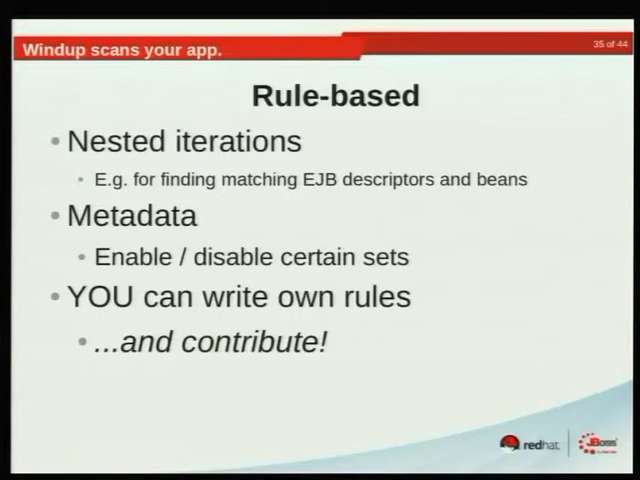 Windup scans your app.
35 of 44
Rule-based
Nested iterations
E.g. for finding matching EJB descriptors and beans
Metadata
Enable / disable certain sets
YOU can write own rules
...and contribute!
redhat.
JBoss